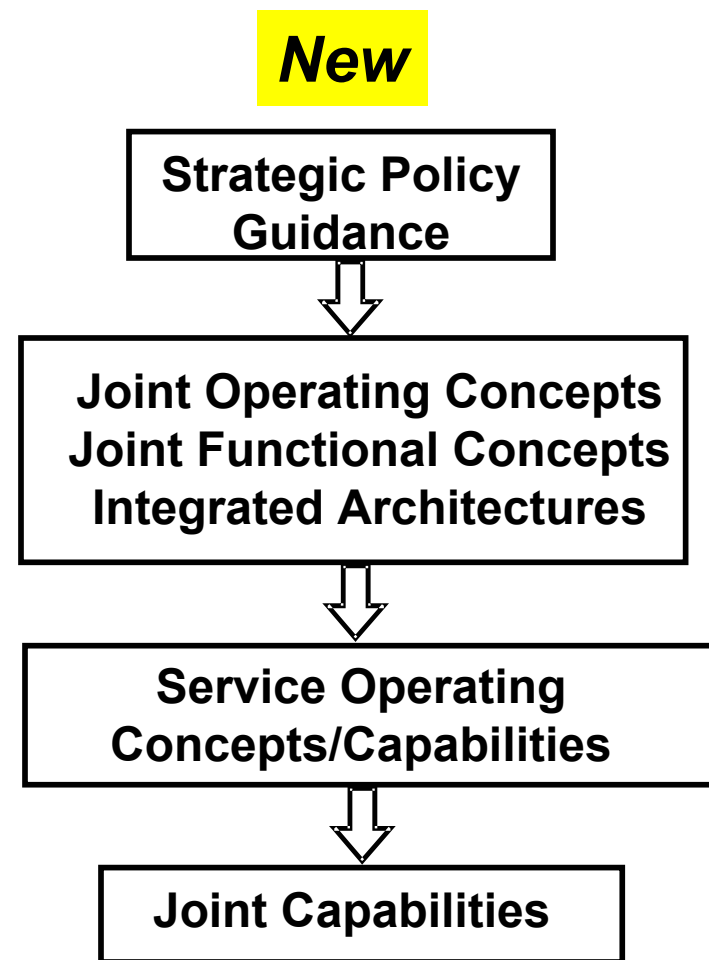 New
Strategic Policy
Guidance
Joint Operating Concepts
Joint Functional Concepts
Integrated Architectures
Service Operating
Concepts/Capabilities
Joint Capabilities